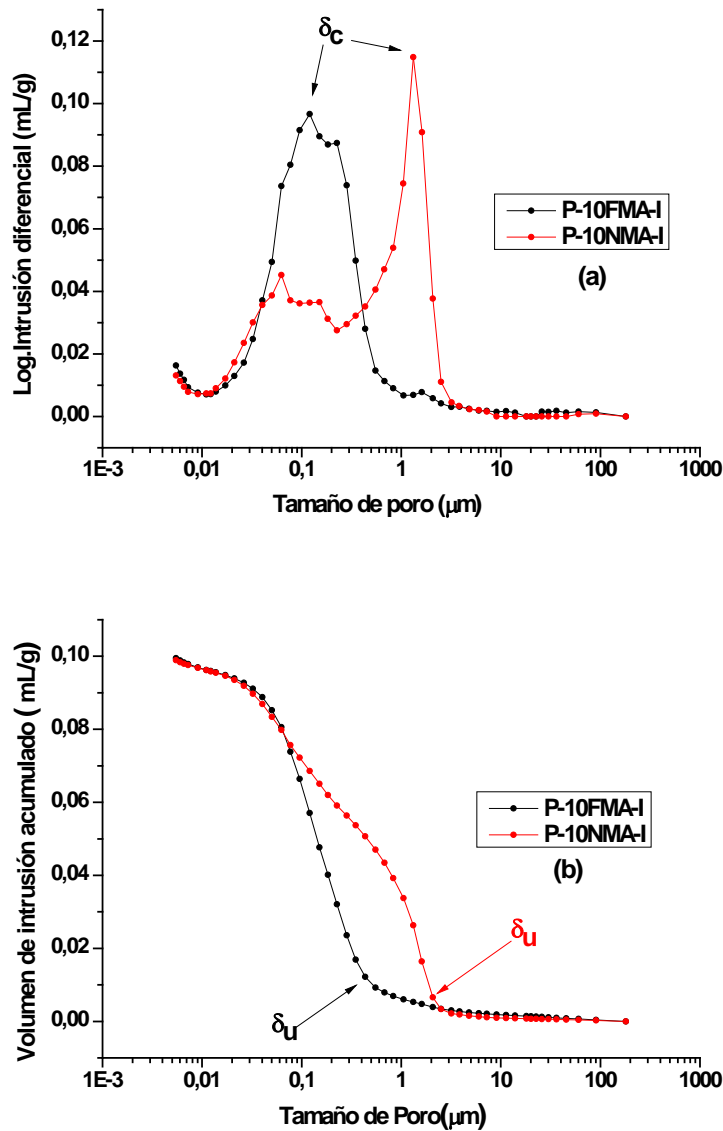 δc
0,12
0,10
0,08
0,06
0,04
0,02
0,00
Log.Intrusión diferencial (mL/g)
P-10FMA-I
P-10NMA-I
(a)
1E-3 0,01 0,1 1 10 100 1000
Tamaño de poro (μm)
0,10
0,08
0,06
0,04
0,02
0,00
Volumen de intrusión acumulado ( mL/g)
P-10FMA-I
P-10NMA-I
(b)
δu
δu
1E-3 0,01 0,1 1 10 100 1000
Tamaño de Poro(μm)